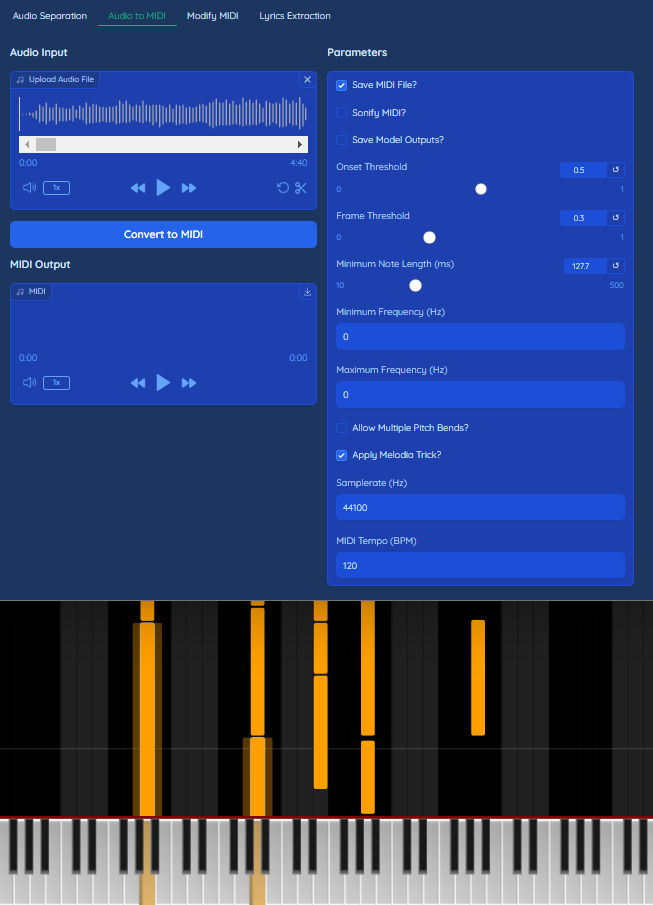 Audio Separation
Audio to MIDI
Modify MIDI
Lyrics Extraction
Audio Input
Upload Audio File
0:00
4:40
1x
Convert to MIDI
MIDI Output
MIDI
0:00
0:00
1x
Parameters
Save MIDI File?
Sonify MIDI?
Save Model Outputs?
Onset Threshold
0.5
0
1
Frame Threshold
0.3
0
1
Minimum Note Length (ms)
127.7
10
500
Minimum Frequency (Hz)
0
Maximum Frequency (Hz)
0
Allow Multiple Pitch Bends?
Apply Melodia Trick?
Samplerate (Hz)
44100
MIDI Tempo (BPM)
120